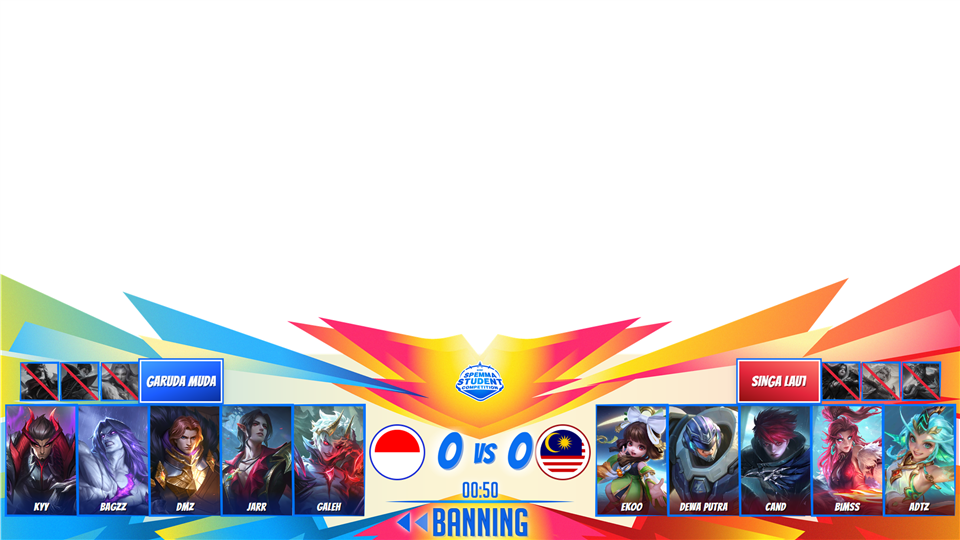 SPEMMA
STUDENT
COMPETITION
GARUDA MUDA
SINGA LAUT
0 VS 0
KYY
BAGZZ
DMZ
JARR
GALEH
EKOO
DEWA PUTRA
CAND
BIMSS
ADTZ
00:50
BANNING